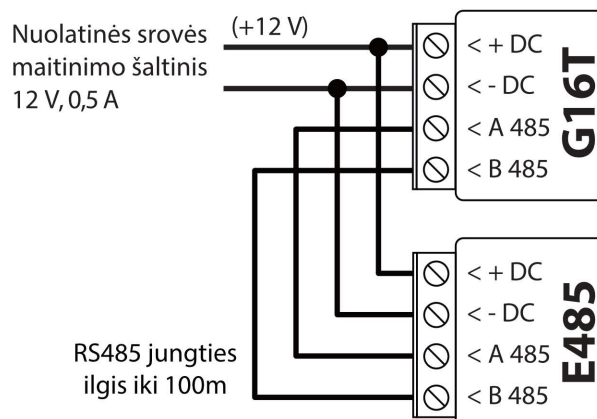 Nuolatinės srovės
maitinimo šaltinis
12 V, 0,5 A
(+12 V)
< + DC
< - DC
< A 485
< B 485
G16T
< + DC
< - DC
< A 485
< B 485
E485
RS485 jungties
ilgis iki 100m